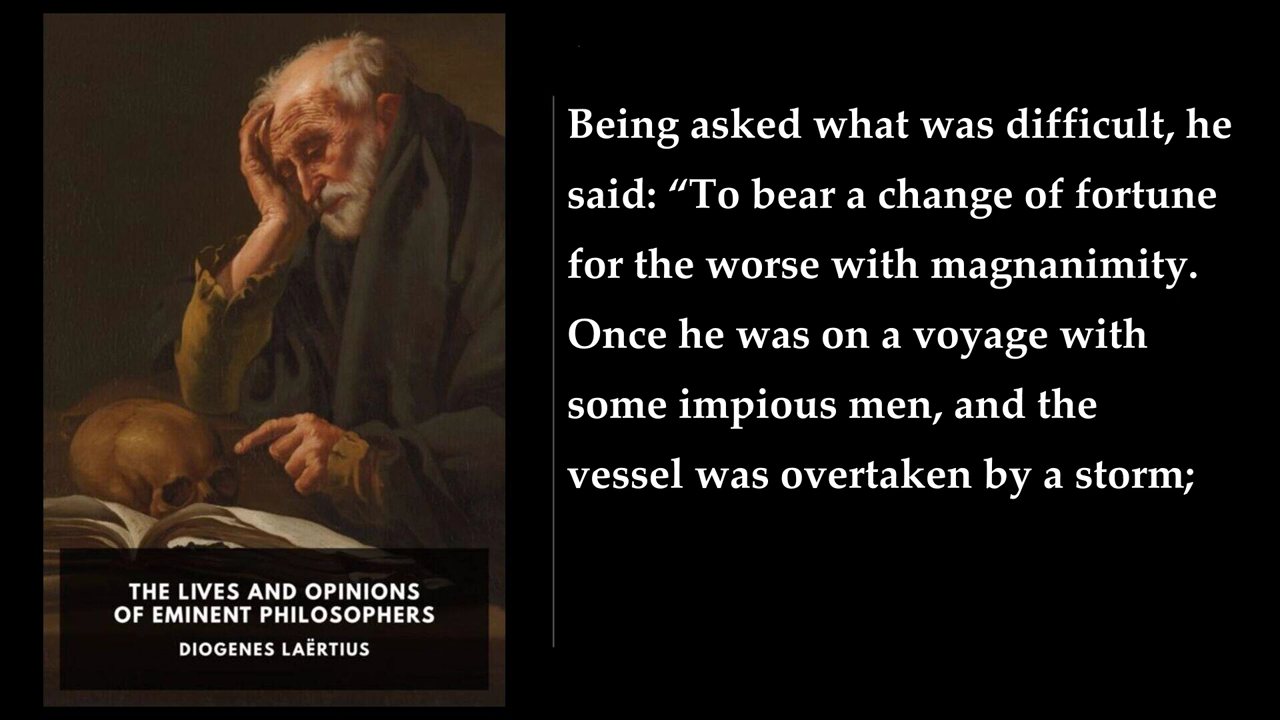 Being asked what was difficult, he
said: “To bear a change of fortune
for the worse with magnanimity.
Once he was on a voyage with
some impious men, and the
vessel was overtaken by a storm;
THE LIVES AND OPINIONS
OF EMINENT PHILOSOPHERS
DIOGENES LAËRTIUS